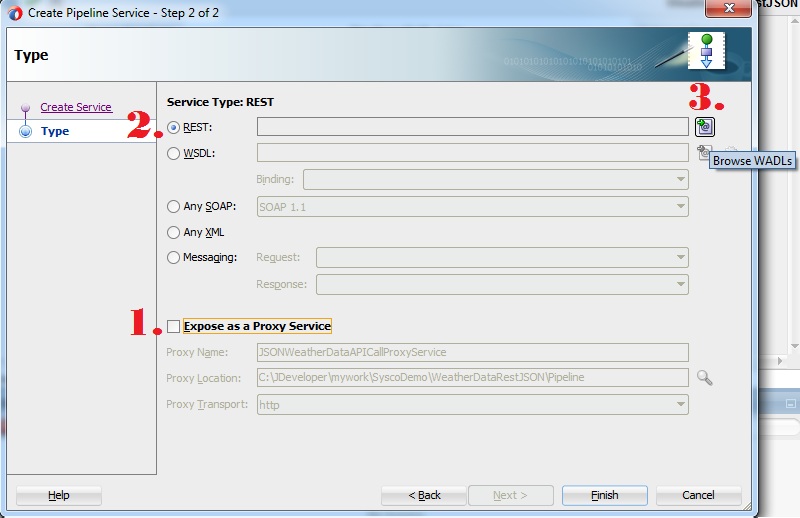 Create Pipeline Service - Step 2 of 2
stJSON
Type
010101010101010101010101
Create Service
Type
Service Type: REST
3.
2.
REST:
WSDL:
Browse WADLs
Binding:
Any SOAP:
SOAP 1.1
Any XML
Messaging:
Request:
Response:
1.
Expose as a Proxy Service
Proxy Name:
JSONWeatherDataAPICallProxyService
Proxy Location:
C:\JDeveloper\mywork\SyscoDemo\WeatherDataRestJSON\Pipeline
Proxy Transport:
http
Help
< Back
Next >
Finish
Cancel